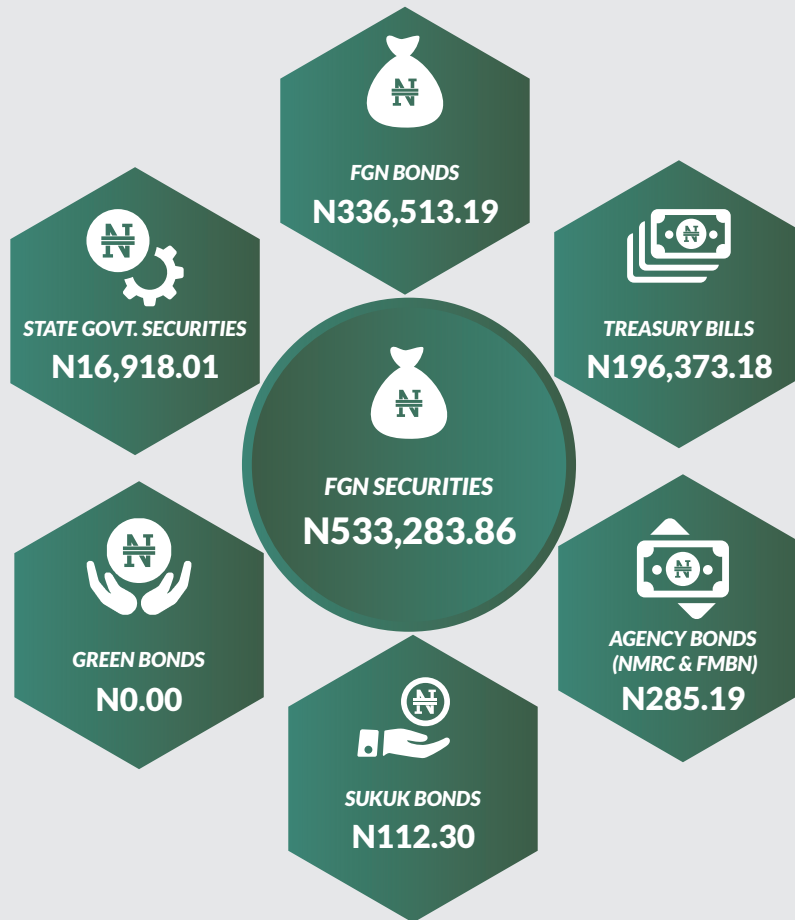 FGN BONDS
N336,513.19
STATE GOVT. SECURITIES
N16,918.01
TREASURY BILLS
N196,373.18
FGN SECURITIES
N533,283.86
GREEN BONDS
N0.00
AGENCY BONDS
(NMRC & FMBN)
N285.19
SUKUK BONDS
N112.30